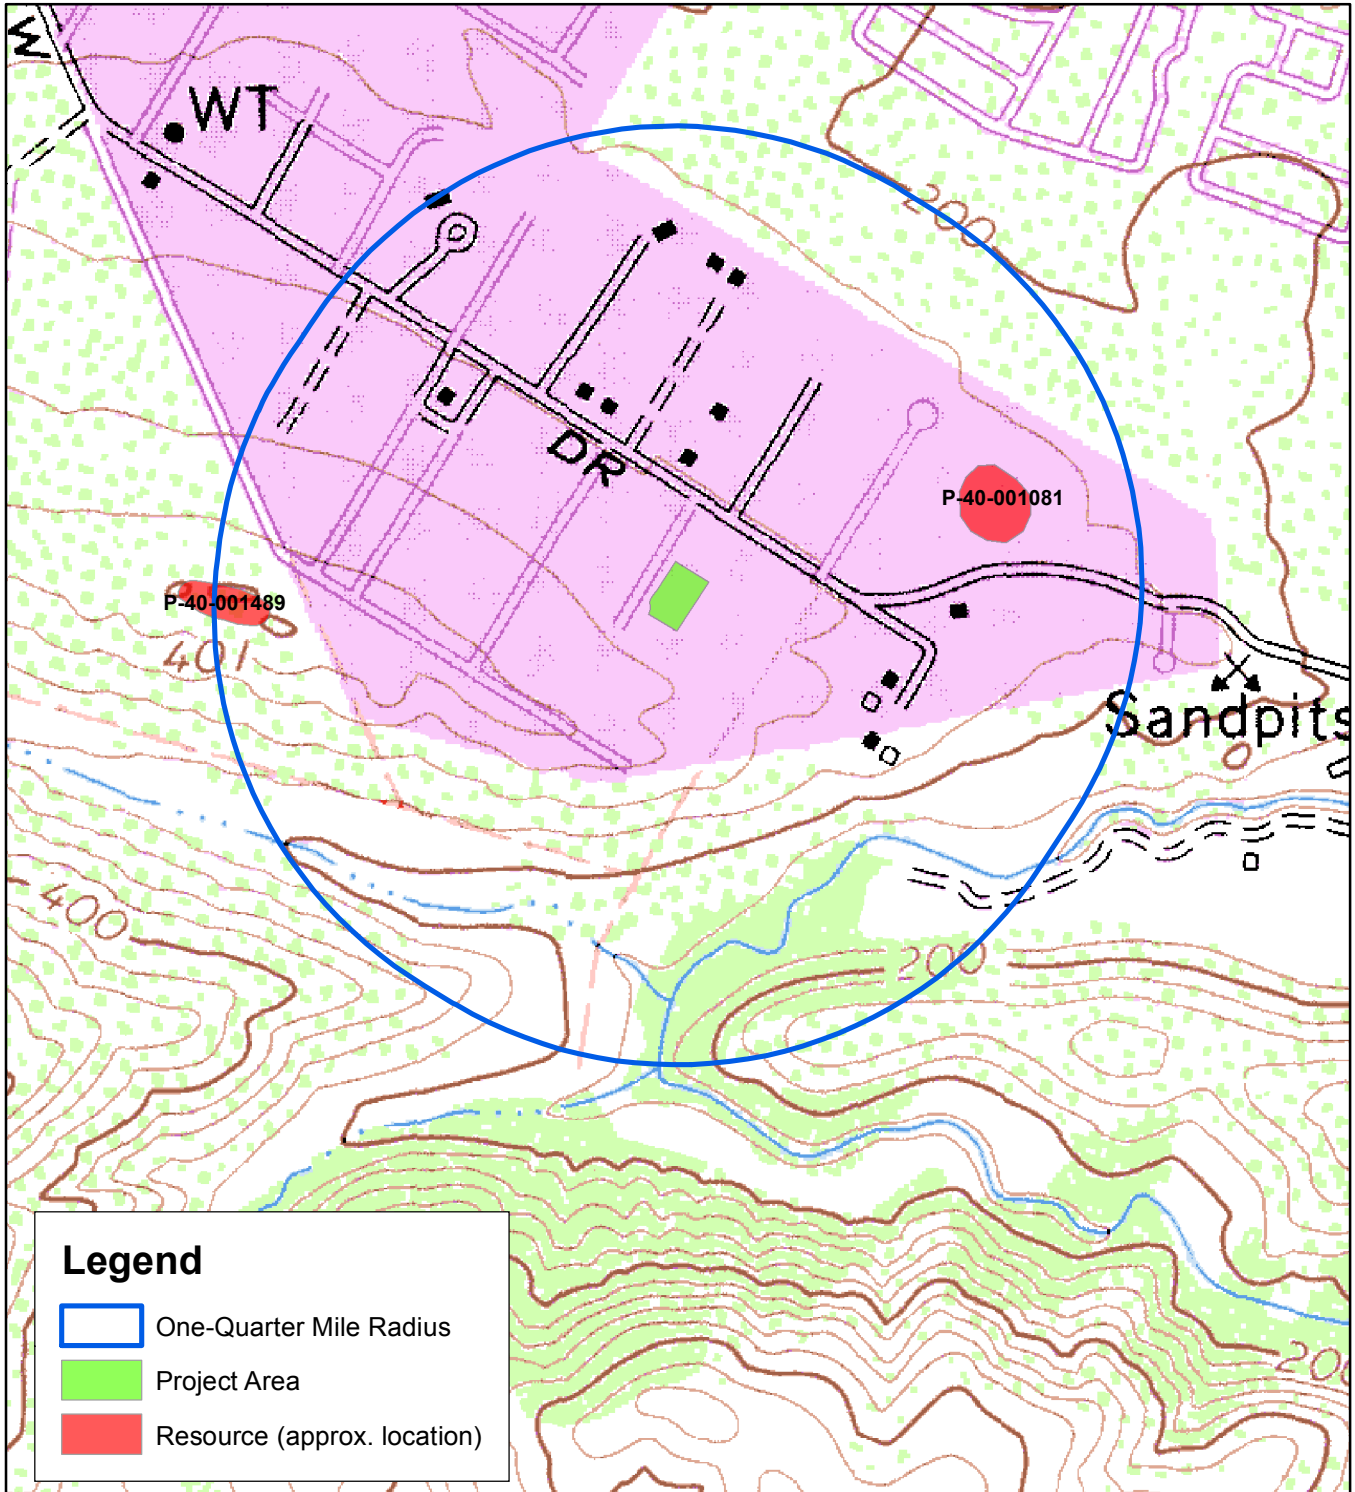 W
WT
200
DR
P-40-001081
P-40-001489
401
Sandpits
400
200
200
Legend
One-Quarter Mile Radius
Project Area
Resource (approx. location)